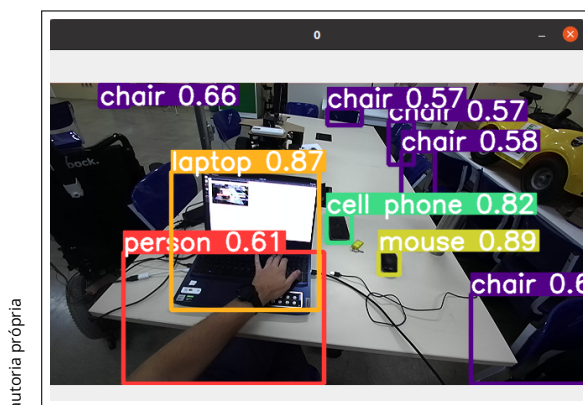 0
chair 0.66
chair 0.57
chair 0.57
chair 0.58
laptop 0.87
cell phone 0.82
person 0.61
mouse 0.89
chair 0.6
autoria própria